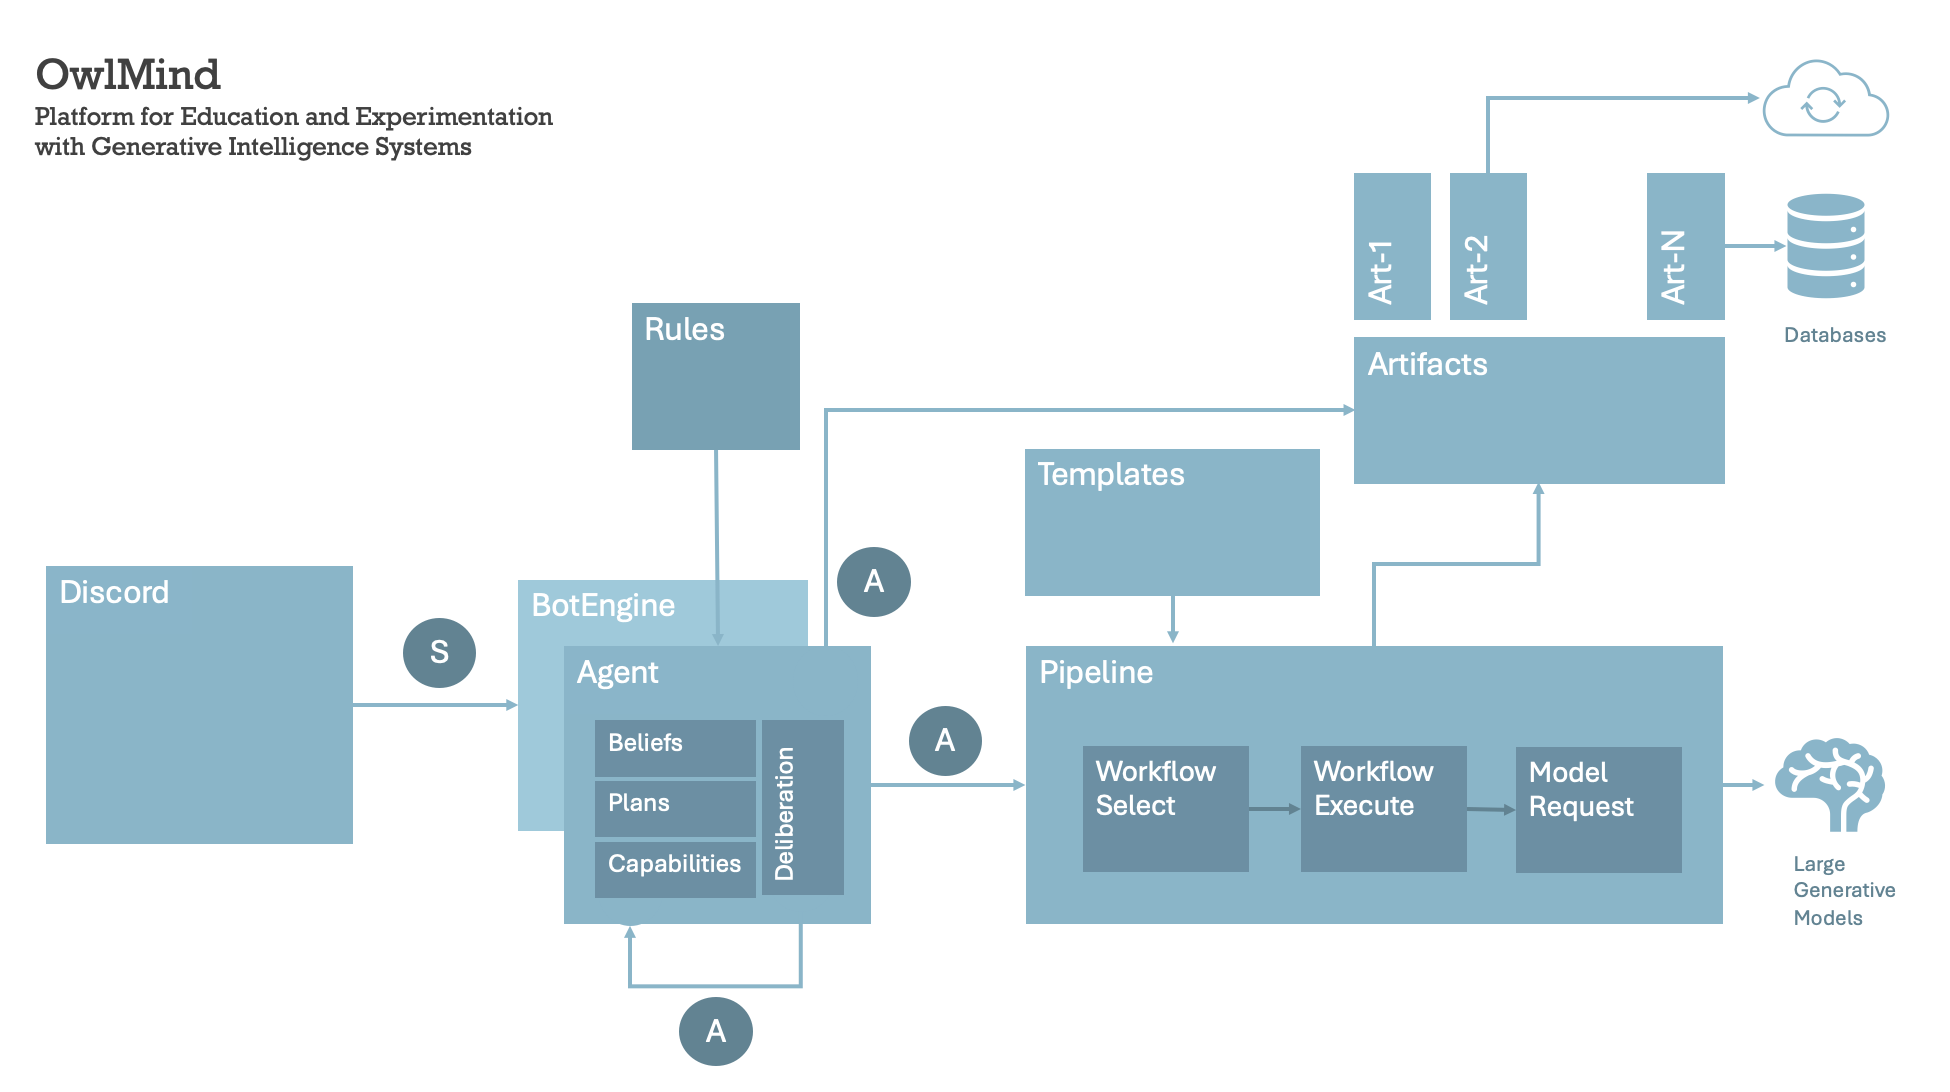 OwlMind
Platform for Education and Experimentation
with Generative Intelligence Systems
Art-1
Art-2
Art-N
Databases
Rules
Artifacts
Templates
Discord
S
BotEngine
A
Agent
Beliefs
Plans
Capabilities
Deliberation
A
A
Pipeline
Workflow
Select
Workflow
Execute
Model
Request
Large
Generative
Models